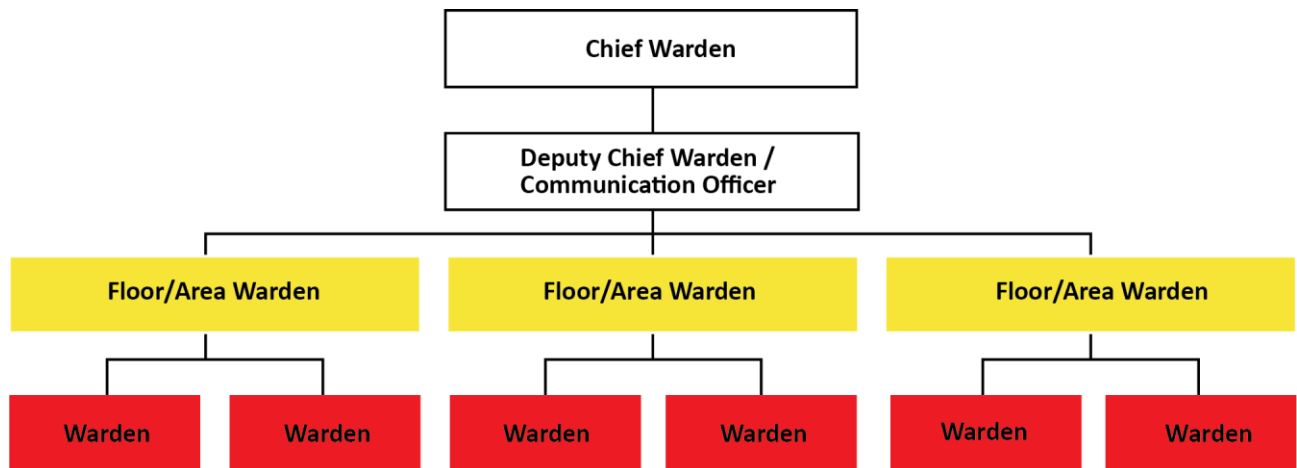 Chief Warden
Deputy Chief Warden /
Communication Officer
Floor/Area Warden
Floor/Area Warden
Floor/Area Warden
Warden
Warden
Warden
Warden
Warden
Warden